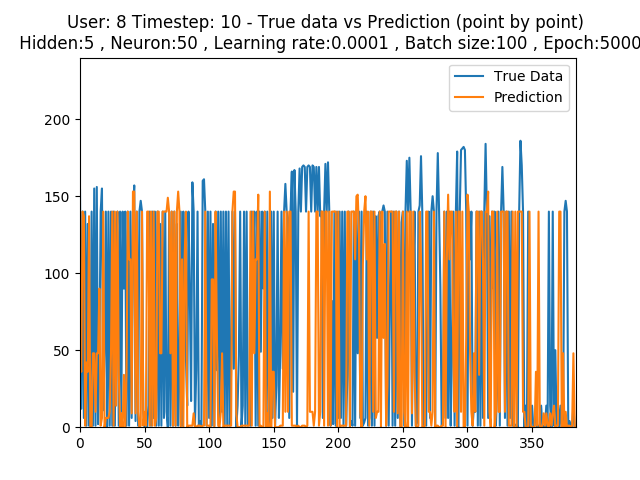 User: 8 Timestep: 10 - True data vs Prediction (point by point)
Hidden:5 , Neuron:50 , Learning rate:0.0001 , Batch size:100 , Epoch:5000
True Data
Prediction
200
150
100
50
0
0 50 100 150 200 250 300 350